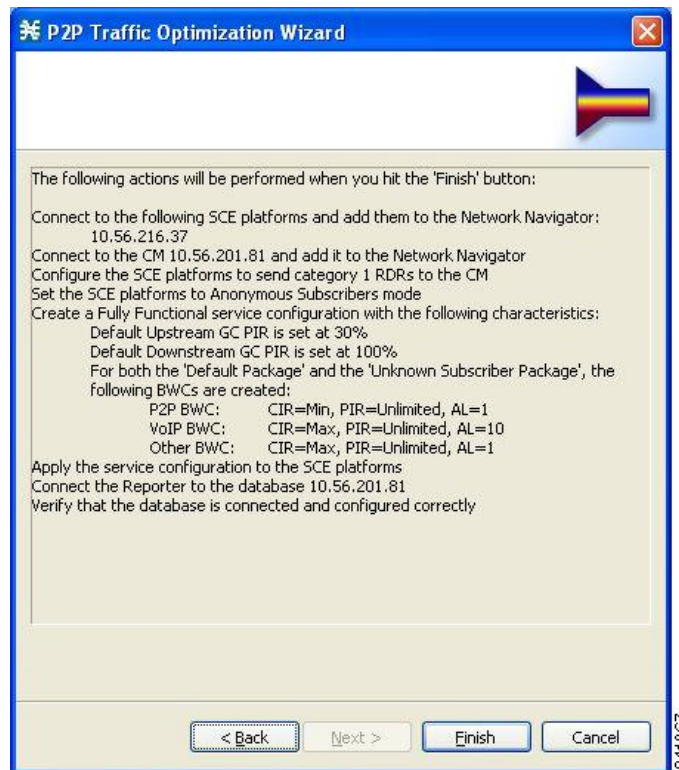 P2P Traffic Optimization Wizard
The following actions will be performed when you hit the 'Finish' button:
Connect to the following SCE platforms and add them to the Network Navigator:
10.56.216.37
Connect to the CM 10.56.201.81 and add it to the Network Navigator
Configure the SCE platforms to send category 1 RDRs to the CM
Set the SCE platforms to Anonymous Subscribers mode
Create a Fully Functional service configuration with the following characteristics:
Default Upstream GC PIR is set at 30%
Default Downstream GC PIR is set at 100%
For both the 'Default Package' and the 'Unknown Subscriber Package', the
following BWCs are created:
P2P BWC: CIR=Min, PIR=Unlimited, AL=1
VoIP BWC: CIR=Max, PIR=Unlimited, AL=10
Other BWC: CIR=Max, PIR=Unlimited, AL=1
Apply the service configuration to the SCE platforms
Connect the Reporter to the database 10.56.201.81
Verify that the database is connected and configured correctly
< Back Next > Finish Cancel